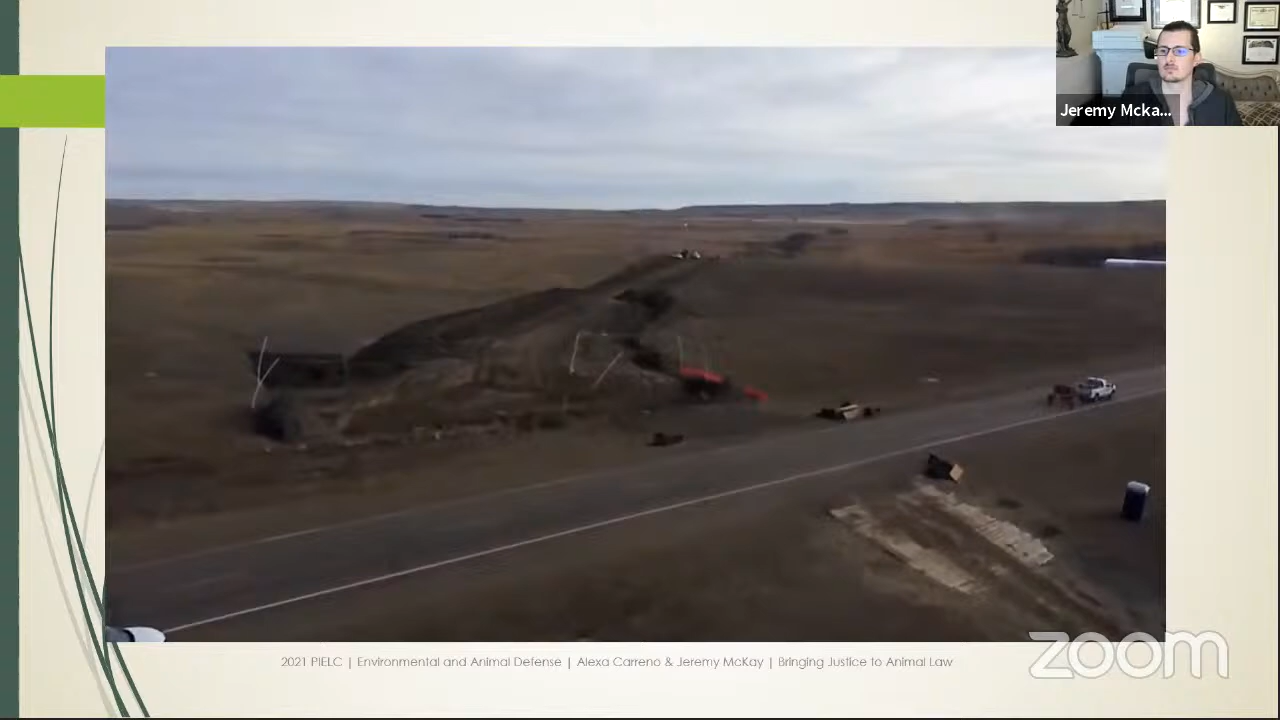 Jeremy Mcka...
2021 PIELC | Environmental and Animal Defense | Alexa Carreno & Jeremy McKay | Bringing Justice to Animal Law
zoom